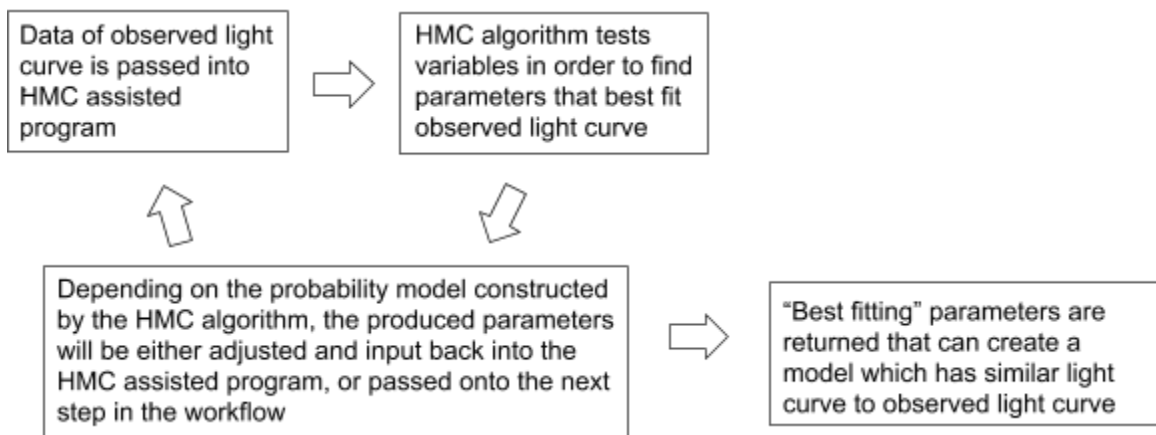 Data of observed light
curve is passed into
HMC assisted
program
HMC algorithm tests
variables in order to find
parameters that best fit
observed light curve
Depending on the probability model constructed
by the HMC algorithm, the produced parameters
will be either adjusted and input back into the
HMC assisted program, or passed onto the next
step in the workflow
“Best fitting” parameters are
returned that can create a
model which has similar light
curve to observed light curve